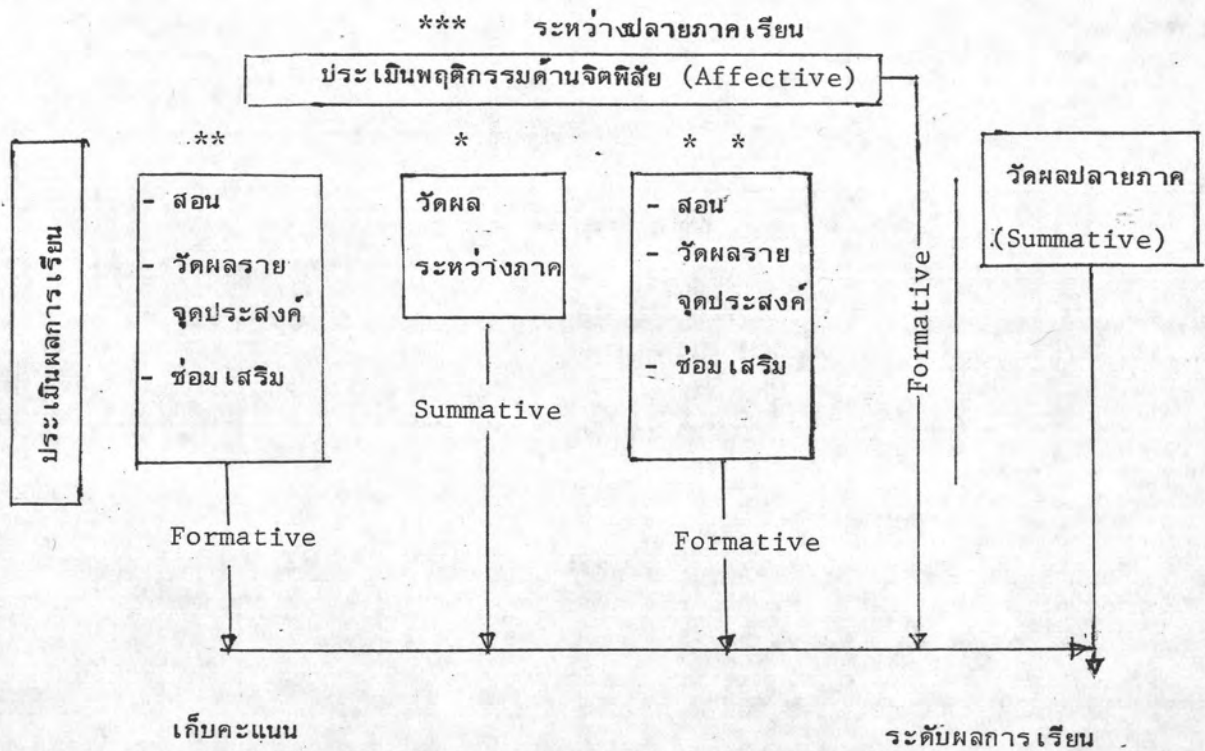 *** ระหว่างปลายภาคเรียน
ประเมินพฤติกรรมด้านจิตพิสัย (Affective)
ประเมินผลการเรียน
**
- สอน
- วัดผลราย
จุดประสงค์
- ซ่อมเสริม
Formative
*
วัดผล
ระหว่างภาค
Summative
* *
- สอน
- วัดผลราย
จุดประสงค์
- ซ่อมเสริม
Formative
Formative
วัดผลปลายภาค
(Summative)
เก็บคะแนน
ระดับผลการเรียน